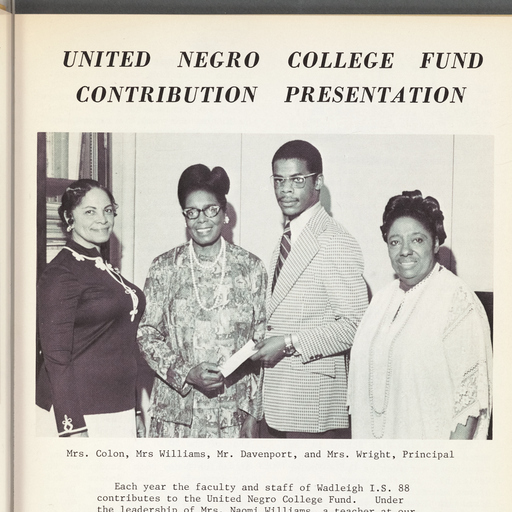 UNITED NEGRO COLLEGE FUND
CONTRIBUTION PRESENTATION
Mrs. Colon, Mrs Williams, Mr. Davenport, and Mrs. Wright, Principal
Each year the faculty and staff of Wadleigh I.S. 88
contributes to the United Negro College Fund. Under
the leadership of Mrs. Naomi Williams, a teacher at our